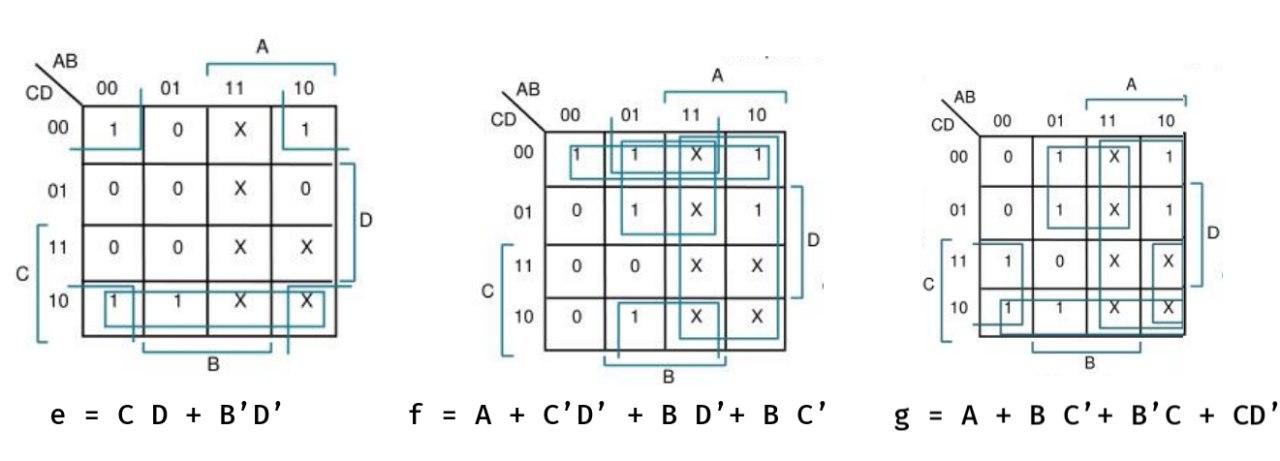 A
AB
00 01 11 10
CD
00 1 0 X 1
01 0 0 X 0
D
11 0 0 X X
C
10 1 1 X X
B
e = C D + B’D’
A
AB
00 01 11 10
CD
00 1 1 X 1
01 0 1 X 1
D
11 0 0 X X
C
10 0 1 X X
B
f = A + C’D’ + B D’+ B C’
A
AB
00 01 11 10
CD
00 0 1 X 1
01 0 1 X 1
D
11 1 0 X X
C
10 1 1 X X
B
g = A + B C’+ B’C + CD’